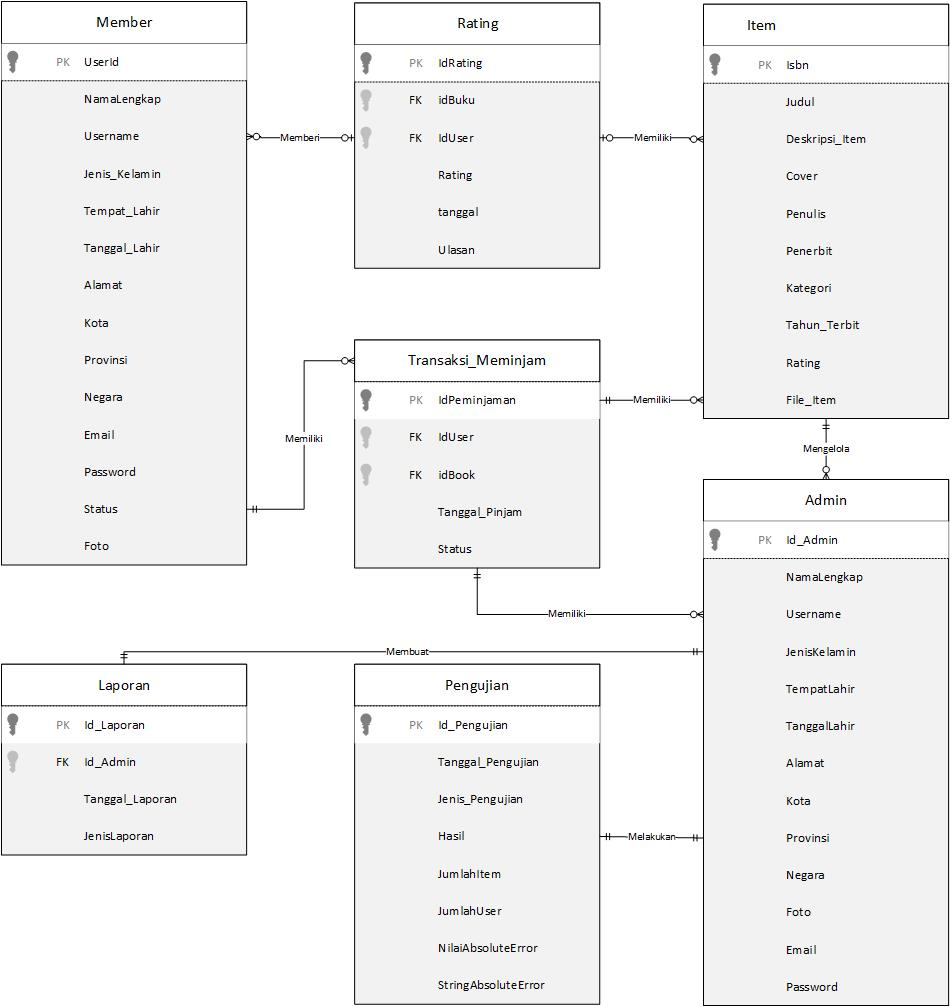 Member
PK UserId
NamaLengkap
Username
Jenis_Kelamin
Tempat_Lahir
Tanggal_Lahir
Alamat
Kota
Provinsi
Negara
Email
Password
Status
Foto
Memberi
Rating
PK IdRating
FK idBuku
FK IdUser
Rating
tanggal
Ulasan
Memiliki
Item
PK Isbn
Judul
Deskripsi_Item
Cover
Penulis
Penerbit
Kategori
Tahun_Terbit
Rating
File_Item
Memiliki
Transaksi_Meminjam
PK IdPeminjaman
FK IdUser
FK idBook
Tanggal_Pinjam
Status
Memiliki
Mengelola
Memiliki
Admin
PK Id_Admin
NamaLengkap
Username
JenisKelamin
TempatLahir
TanggalLahir
Alamat
Kota
Provinsi
Negara
Foto
Email
Password
Membuat
Laporan
PK Id_Laporan
FK Id_Admin
Tanggal_Laporan
JenisLaporan
Pengujian
PK Id_Pengujian
Tanggal_Pengujian
Jenis_Pengujian
Hasil
JumlahItem
JumlahUser
NilaiAbsoluteError
StringAbsoluteError
Melakukan